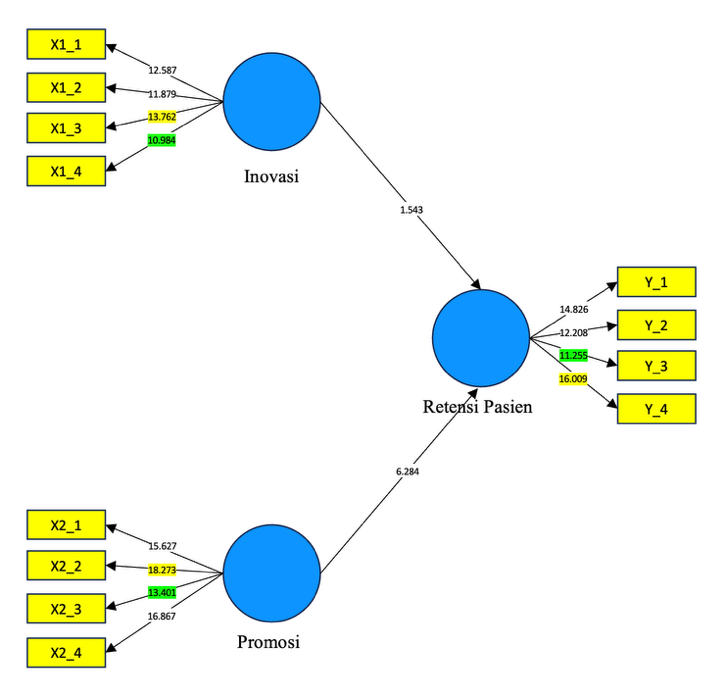 X1_1
X1_2
X1_3
X1_4
12.587
11.879
13.762
10.984
Inovasi
1.543
Y_1
Y_2
Y_3
Y_4
14.826
12.208
11.255
16.009
Retensi Pasien
6.284
X2_1
X2_2
X2_3
X2_4
15.627
18.273
13.401
16.867
Promosi